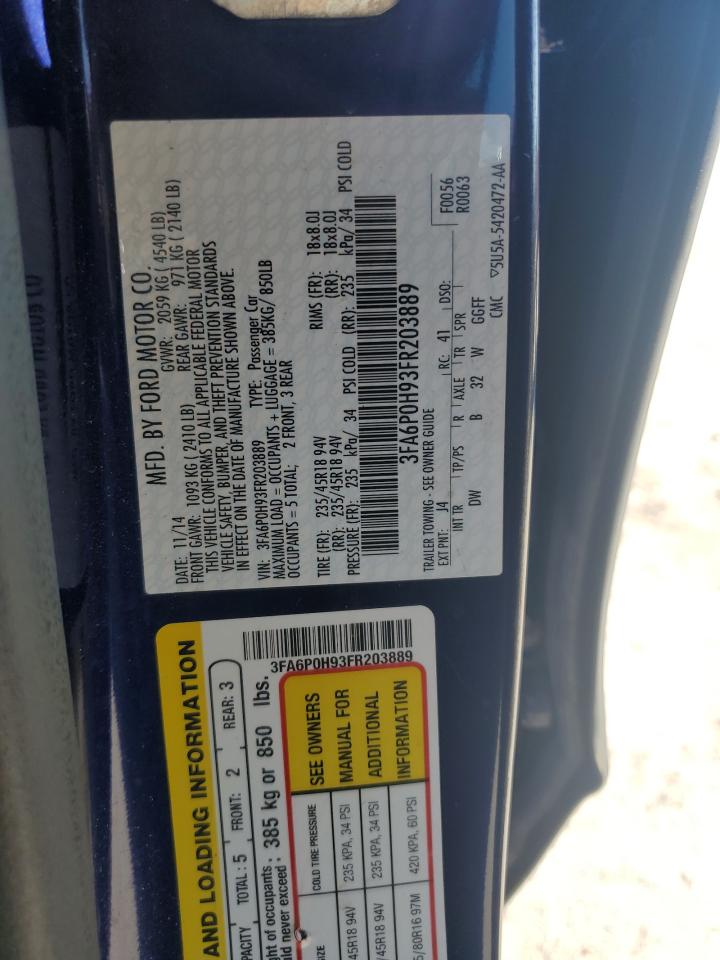 MFD. BY FORD MOTOR CO.
DATE: 11/14 GVWR: 2059 KG ( 4540 LB)
FRONT GAWR: 1093 KG ( 2410 LB) REAR GAWR: 971 KG ( 2140 LB)
THIS VEHICLE CONFORMS TO ALL APPLICABLE FEDERAL MOTOR
VEHICLE SAFETY, BUMPER, AND THEFT PREVENTION STANDARDS
IN EFFECT ON THE DATE OF MANUFACTURE SHOWN ABOVE.
VIN: 3FA6P0H93FR203889 TYPE: Passenger Car
MAXIMUM LOAD = OCCUPANTS + LUGGAGE = 385KG/ 850LB
OCCUPANTS = 5 TOTAL; 2 FRONT, 3 REAR
TIRE (FR): 235/45R18 94V RIMS (FR): 18x8.0J
(RR): 235/45R18 94V (RR): 18x8.0J
PRESSURE (FR): 235 kPa/ 34 PSI COLD (RR): 235 kPa/ 34 PSI COLD
3FA6P0H93FR203889
TRAILER TOWING - SEE OWNER GUIDE F0056
EXT PNT: J4 RC: 41 DSO: R0063
INT TR TP/PS R AXLE TR SPR
DW B 32 W GGFF
CMC ▽5U5A-5420472-AA
AND LOADING INFORMATION
PACITY TOTAL : 5 FRONT: 2 REAR: 3
ght of occupants
uld never exceed : 385 kg or 850 lbs.
3FA6P0H93FR203889
SIZE COLD TIRE PRESSURE SEE OWNERS
45R18 94V 235 KPA, 34 PSI MANUAL FOR
/45R18 94V 235 KPA, 34 PSI ADDITIONAL
5/80R16 97M 420 KPA, 60 PSI INFORMATION